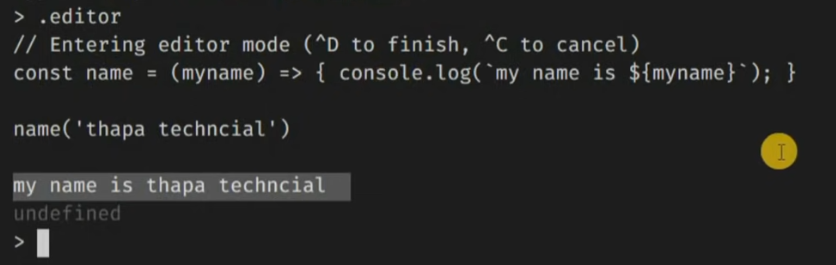 > .editor
// Entering editor mode (^D to finish, ^C to cancel)
const name = (myname) => { console.log(`my name is ${myname}`); }
name('thapa techncial')
my name is thapa techncial
undefined
>